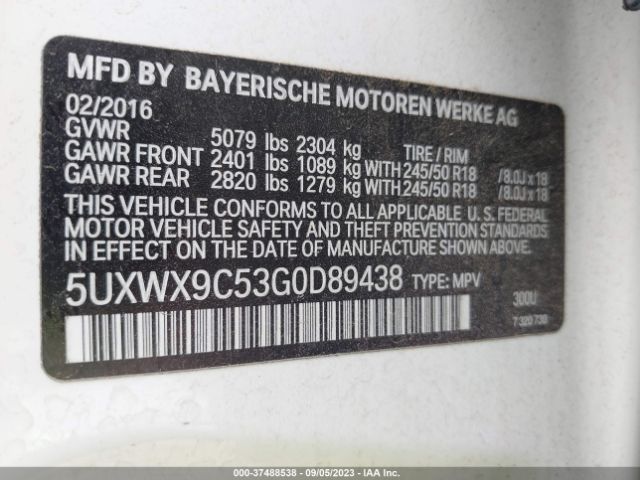 MFD BY BAYERISCHE MOTOREN WERKE AG
02/2016
GVWR 5079 lbs 2304 kg TIRE / RIM
GAWR FRONT 2401 lbs 1089 kg WITH 245/50 R18 /8.0J x 18
GAWR REAR 2820 lbs 1279 kg WITH 245/50 R18 /8.0J x 18
THIS VEHICLE CONFORMS TO ALL APPLICABLE U. S. FEDERAL
MOTOR VEHICLE SAFETY AND THEFT PREVENTION STANDARDS
IN EFFECT ON THE DATE OF MANUFACTURE SHOWN ABOVE.
5UXWX9C53G0D89438 TYPE: MPV
300U
7 320 730
000-37488538 - 09/05/2023 - IAA Inc.